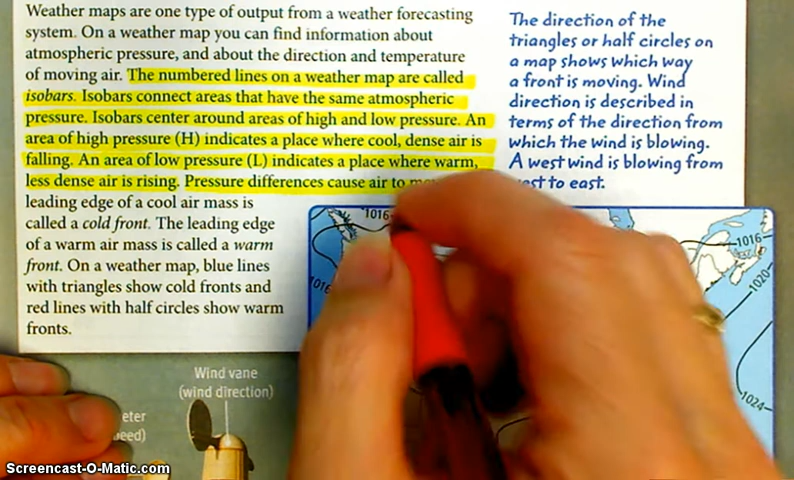 Weather maps are one type of output from a weather forecasting
system. On a weather map you can find information about
atmospheric pressure, and about the direction and temperature
of moving air. The numbered lines on a weather map are called
isobars. Isobars connect areas that have the same atmospheric
pressure. Isobars center around areas of high and low pressure. An
area of high pressure (H) indicates a place where cool, dense air is
falling. An area of low pressure (L) indicates a place where warm,
less dense air is rising. Pressure differences cause air to
leading edge of a cool air mass is
called a cold front. The leading edge
of a warm air mass is called a warm
front. On a weather map, blue lines
with triangles show cold fronts and
red lines with half circles show warm
fronts.
The direction of the
triangles or half circles on
a map shows which way
a front is moving. Wind
direction is described in
terms of the direction from
which the wind is blowing.
A west wind is blowing from
to east.
1016
1016
1016
1020
1024
Wind vane
(wind direction)
Screencast-O-Matic.com